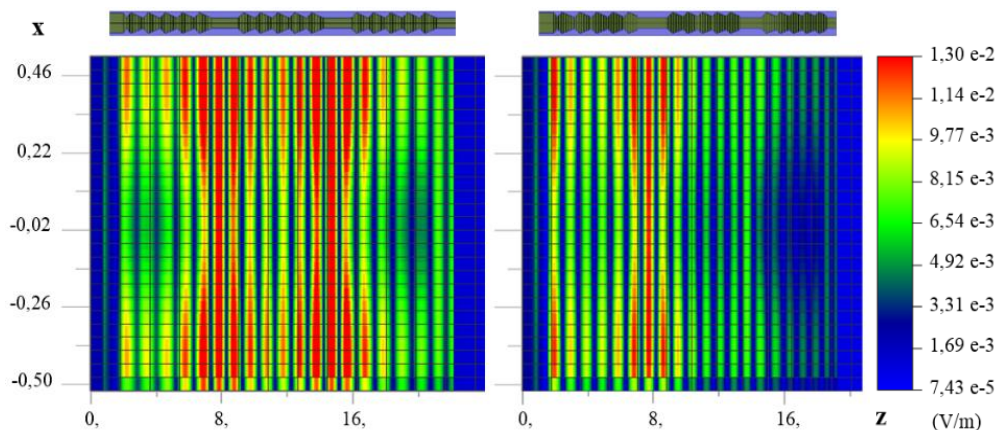 x
0,46
0,22
-0,02
-0,26
-0,50
0,
8,
16,
0,
8,
16,
z
1,30 e-2
1,14 e-2
9,77 e-3
8,15 e-3
6,54 e-3
4,92 e-3
3,31 e-3
1,69 e-3
7,43 e-5
(V/m)